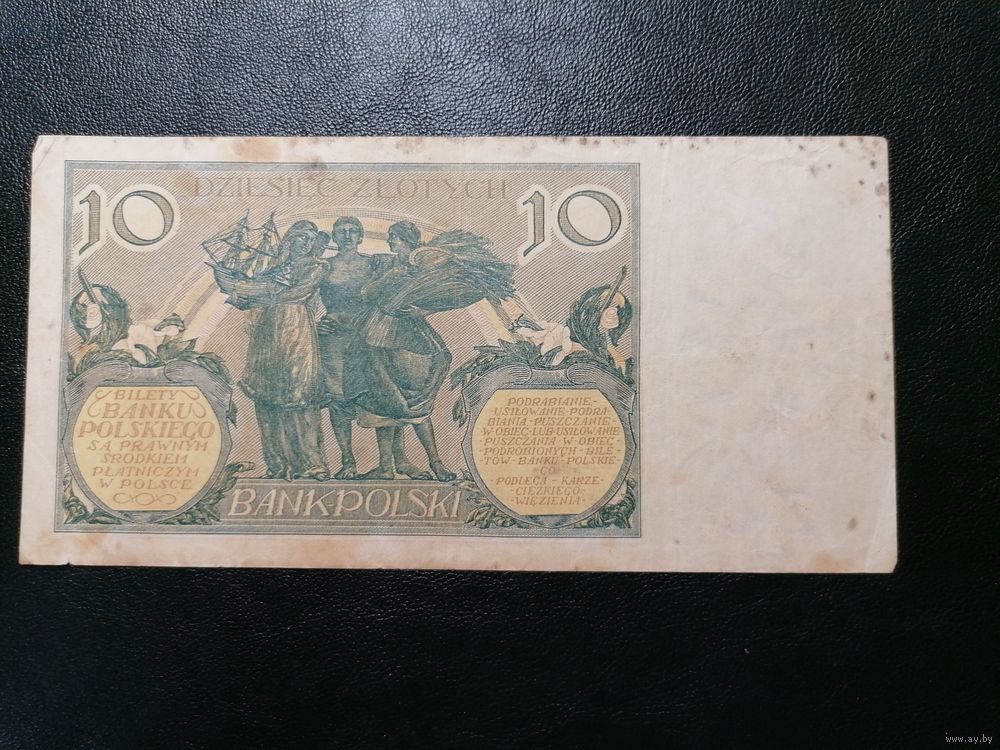 DZIESIĘĆ ZŁOTYCH
10 10
BILETY
BANKU
POLSKIEGO
SĄ PRAWNYM
ŚRODKIEM
PŁATNICZYM
W POLSCE
PODRABIANIE-
-USIŁOWANIE-PODRA-
BIANIA-PUSZCZANIE-
W-OBIEG-LUB-USIŁOWANIE
-PUSZCZANIA-W-OBIEG-
-PODROBIONYCH-BILE-
TÓW-BANKU-POLSKIE-
GO
-PODLEGA-KARZE-
-CIĘŻKIEGO-
-WIĘZIENIA-
BANK·POLSKI
www.ay.by